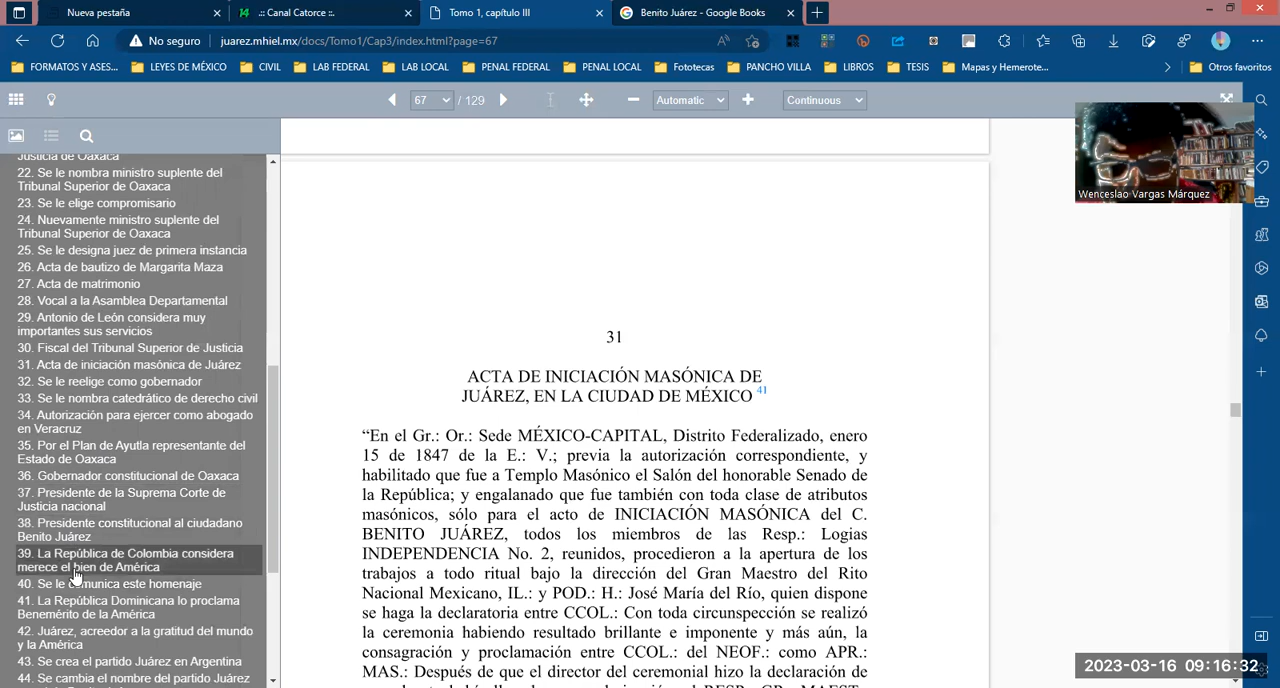 Nueva pestaña
.:: Canal Catorce ::.
Tomo 1, capítulo III
Benito Juárez - Google Books
No seguro
juarez.mhiel.mx/docs/Tomo1/Cap3/index.html?page=67
FORMATOS Y ASES...
LEYES DE MÉXICO
CIVIL
LAB FEDERAL
LAB LOCAL
PENAL FEDERAL
PENAL LOCAL
Fototecas
PANCHO VILLA
LIBROS
TESIS
Mapas y Hemerote...
Otros favoritos
67
/ 129
Automatic
Continuous
Justicia de Oaxaca
22. Se le nombra ministro suplente del
Tribunal Superior de Oaxaca
23. Se le elige compromisario
24. Nuevamente ministro suplente del
Tribunal Superior de Oaxaca
25. Se le designa juez de primera instancia
26. Acta de bautizo de Margarita Maza
27. Acta de matrimonio
28. Vocal a la Asamblea Departamental
29. Antonio de León considera muy
importantes sus servicios
30. Fiscal del Tribunal Superior de Justicia
31. Acta de iniciación masónica de Juárez
32. Se le reelige como gobernador
33. Se le nombra catedrático de derecho civil
34. Autorización para ejercer como abogado
en Veracruz
35. Por el Plan de Ayutla representante del
Estado de Oaxaca
36. Gobernador constitucional de Oaxaca
37. Presidente de la Suprema Corte de
Justicia nacional
38. Presidente constitucional al ciudadano
Benito Juárez
39. La República de Colombia considera
merece el bien de América
40. Se le comunica este homenaje
41. La República Dominicana lo proclama
Benemérito de la América
42. Juárez, acreedor a la gratitud del mundo
y la América
43. Se crea el partido Juárez en Argentina
44. Se cambia el nombre del partido Juárez
31
ACTA DE INICIACIÓN MASÓNICA DE
JUÁREZ, EN LA CIUDAD DE MÉXICO 41
“En el Gr.: Or.: Sede MÉXICO-CAPITAL, Distrito Federalizado, enero
15 de 1847 de la E.: V.; previa la autorización correspondiente, y
habilitado que fue a Templo Masónico el Salón del honorable Senado de
la República; y engalanado que fue también con toda clase de atributos
masónicos, sólo para el acto de INICIACIÓN MASÓNICA del C.
BENITO JUÁREZ, todos los miembros de las Resp.: Logias
INDEPENDENCIA No. 2, reunidos, procedieron a la apertura de los
trabajos a todo ritual bajo la dirección del Gran Maestro del Rito
Nacional Mexicano, IL.: y POD.: H.: José María del Río, quien dispone
se haga la declaratoria entre CCOL.: Con toda circunspección se realizó
la ceremonia habiendo resultado brillante e imponente y más aún, la
consagración y proclamación entre CCOL.: del NEOF.: como APR.:
MAS.: Después de que el director del ceremonial hizo la declaración de
Wenceslao Vargas Márquez
2023-03-16 09:16:32